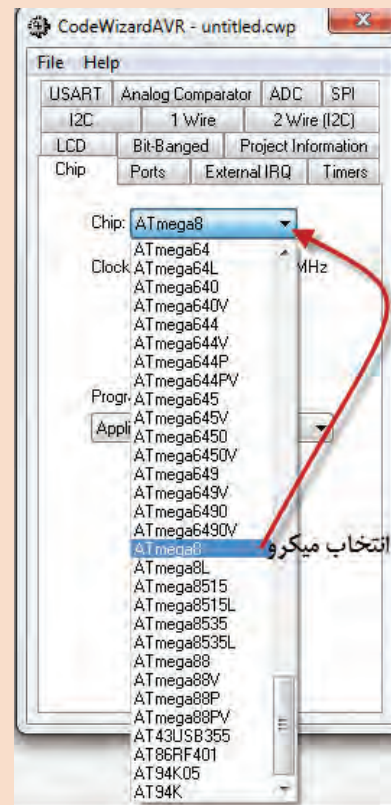 CodeWizardAVR - untitled.cwp
File Help
USART Analog Comparator ADC SPI
I2C 1 Wire 2 Wire (I2C)
LCD Bit-Banged Project Information
Chip Ports External IRQ Timers
Chip: ATmega8
ATmega64
Clock ATmega64L MHz
ATmega640
ATmega640V
ATmega644
ATmega644V
ATmega644P
ATmega644PV
Progr ATmega645
ATmega645V
Appli ATmega6450
ATmega6450V
ATmega649
ATmega649V
ATmega6490
ATmega6490V
ATmega8 انتخاب میکرو
ATmega8L
ATmega8515
ATmega8515L
ATmega8535
ATmega8535L
ATmega88
ATmega88V
ATmega88P
ATmega88PV
AT43USB355
AT86RF401
AT94K05
AT94K